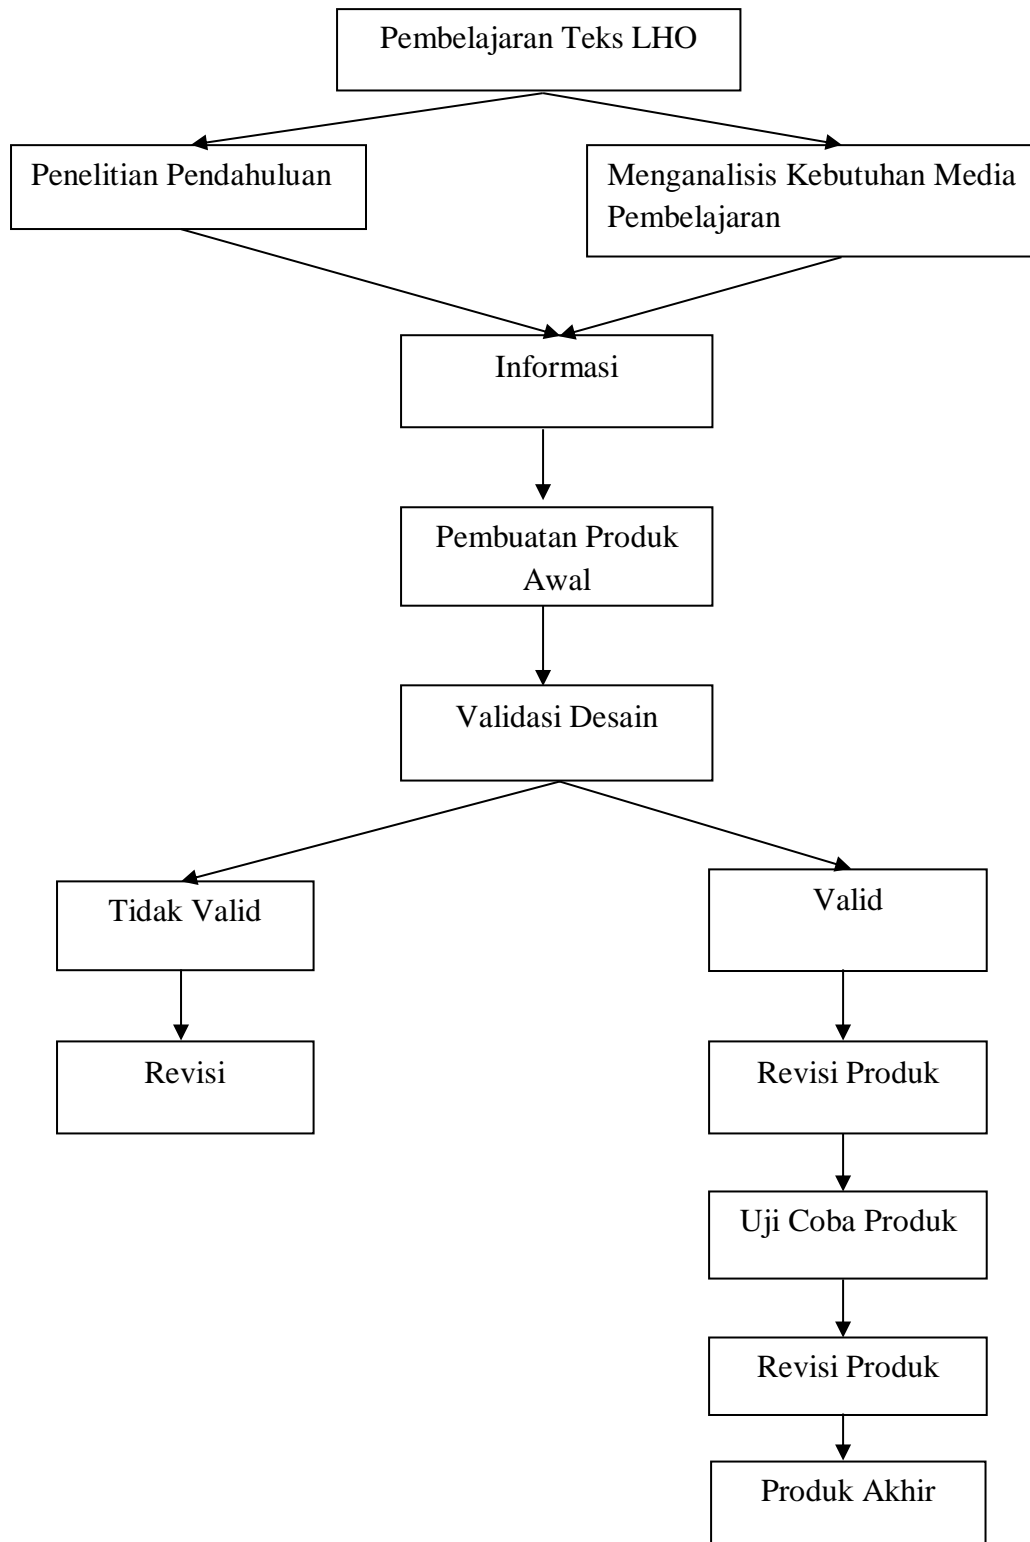 Pembelajaran Teks LHO
Penelitian Pendahuluan
Menganalisis Kebutuhan Media
Pembelajaran
Informasi
Pembuatan Produk
Awal
Validasi Desain
Tidak Valid
Valid
Revisi
Revisi Produk
Uji Coba Produk
Revisi Produk
Produk Akhir